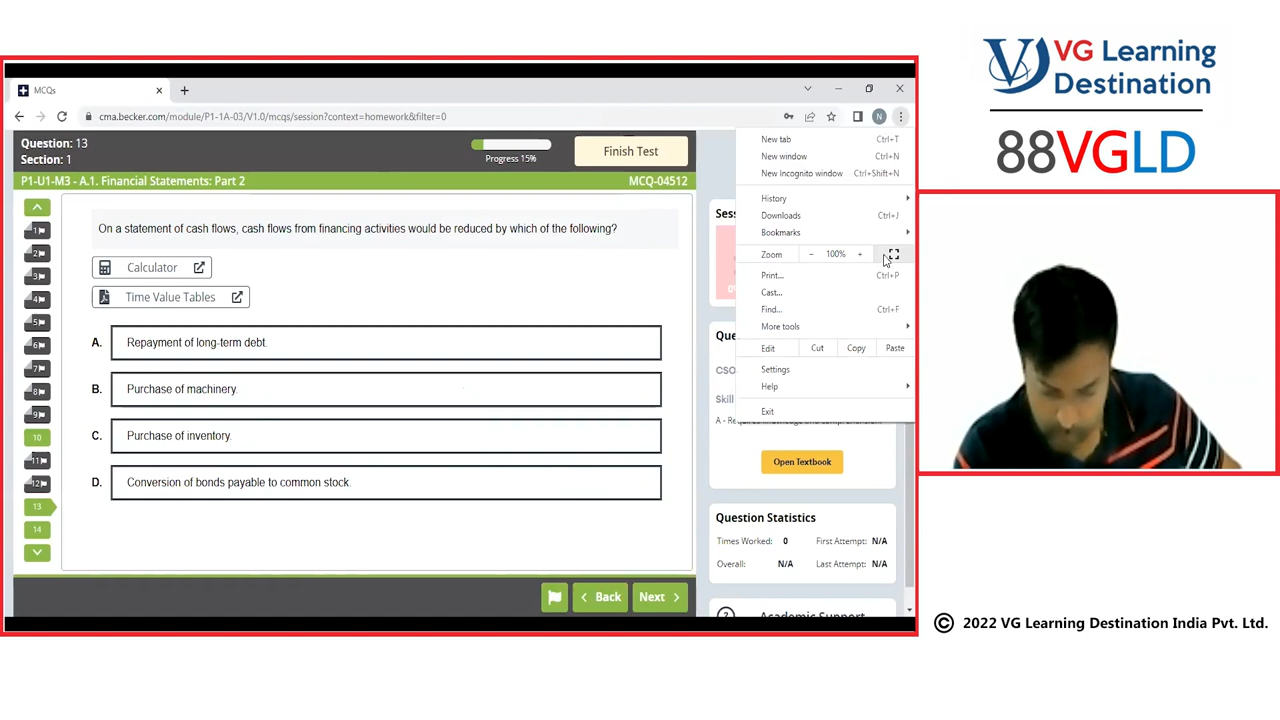 MCQs
cma.becker.com/module/P1-1A-03/V1.0/mcqs/session?context=homework&filter=0
Question: 13
Section: 1
Progress 15%
Finish Test
P1-U1-M3 - A.1. Financial Statements: Part 2
MCQ-04512
1
2
3
4
5
6
7
8
9
10
11
12
13
14
On a statement of cash flows, cash flows from financing activities would be reduced by which of the following?
Calculator
Time Value Tables
A. Repayment of long-term debt.
B. Purchase of machinery.
C. Purchase of inventory.
D. Conversion of bonds payable to common stock.
Back
Next
N
New tab Ctrl+T
New window Ctrl+N
New incognito window Ctrl+Shift+N
History
Downloads Ctrl+J
Bookmarks
Zoom - 100% +
Print... Ctrl+P
Cast...
Find... Ctrl+F
More tools
Edit Cut Copy Paste
Settings
Help
Exit
Ses
Que
CSO
Skill
Open Textbook
Question Statistics
Times Worked: 0 First Attempt: N/A
Overall: N/A Last Attempt: N/A
Academic Support
VG Learning
Destination
88VGLD
© 2022 VG Learning Destination India Pvt. Ltd.